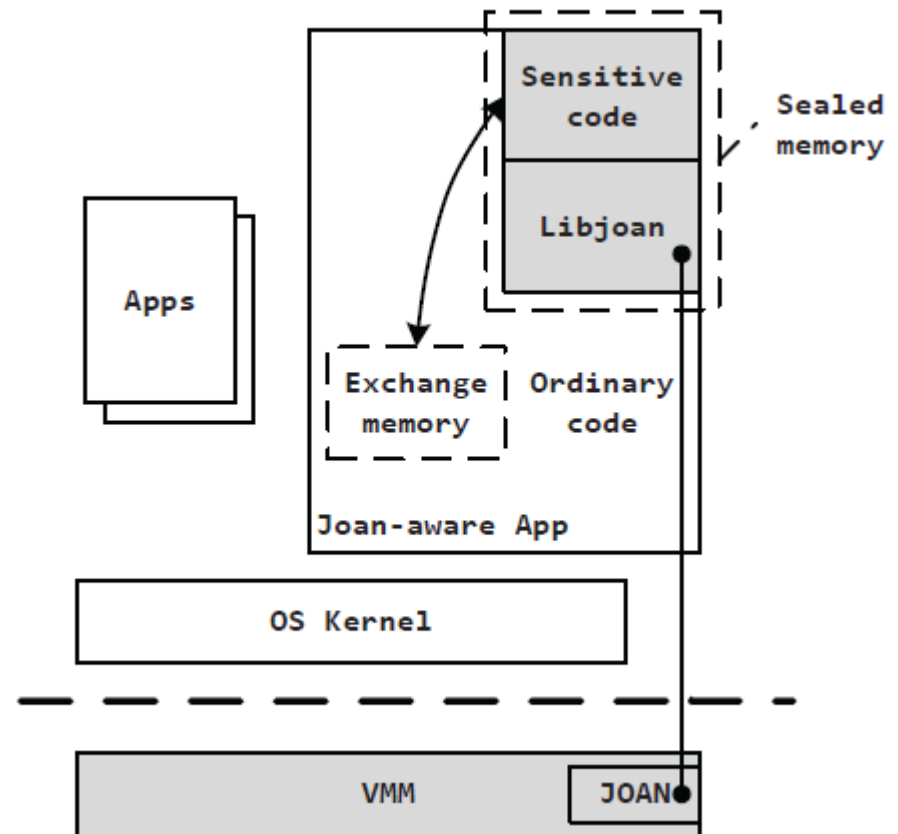 Sensitive
code
Sealed
memory
Libjoan
Apps
Exchange
memory
Ordinary
code
Joan-aware App
OS Kernel
VMM
JOAN